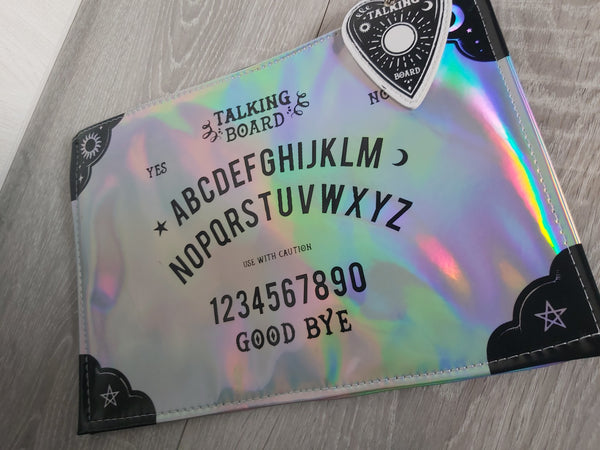 TALKING
BOARD
TALKING
BOARD
YES
NO
ABCDEFGHIJKLM
NOPQRSTUVWXYZ
USE WITH CAUTION
1234567890
GOOD BYE